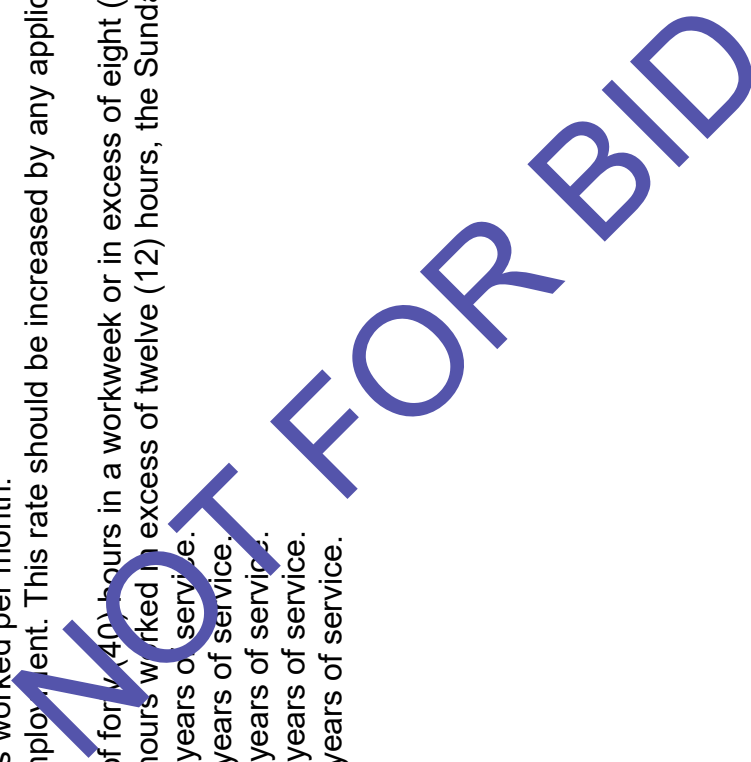 s worked per month.
mployment. This rate should be increased by any applic
of forty (40) hours in a workweek or in excess of eight (
hours worked in excess of twelve (12) hours, the Sunda
years of service.
years of service.
years of service.
years of service.
years of service.
NOT FOR BID